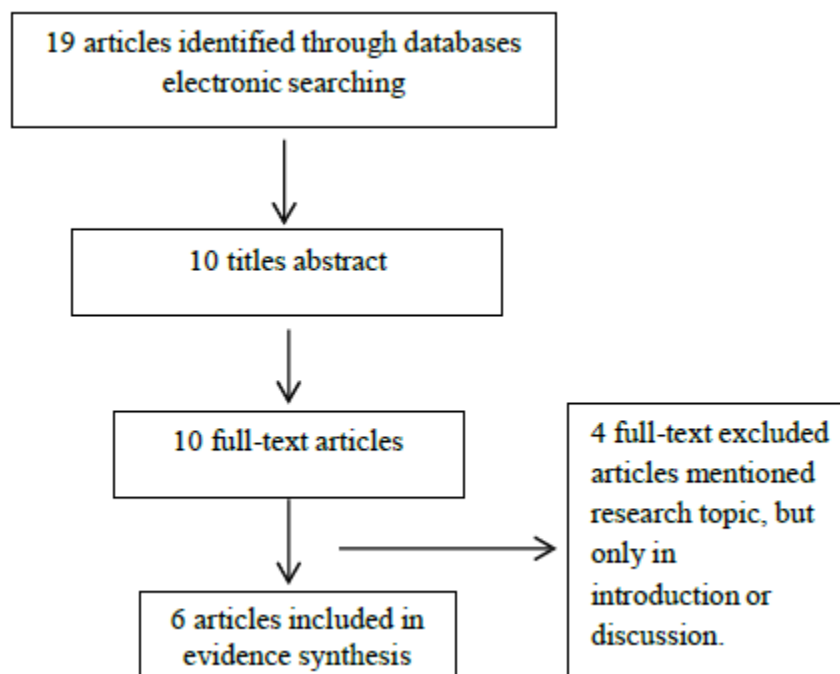 19 articles identified through databases
electronic searching
10 titles abstract
10 full-text articles
4 full-text excluded
articles mentioned
research topic, but
only in
introduction or
discussion.
6 articles included in
evidence synthesis